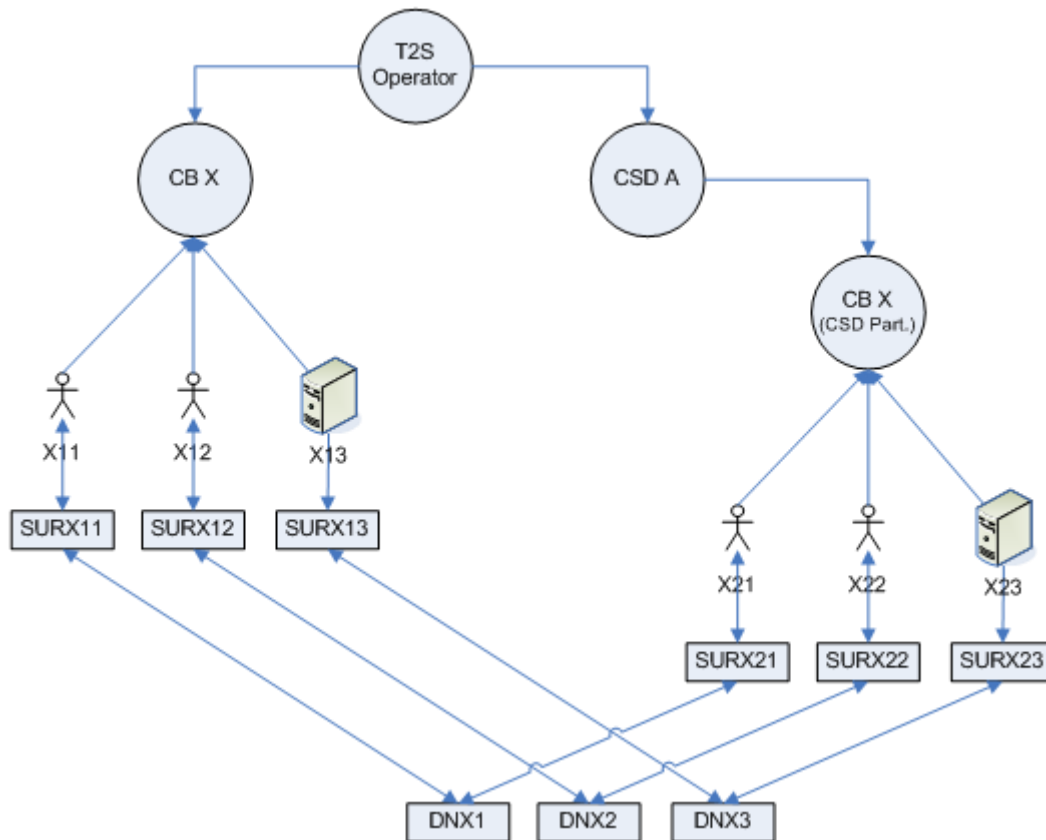 T2S
Operator
CB X
CSD A
CB X
(CSD Part.)
X11
X12
X13
SURX11
SURX12
SURX13
X21
X22
X23
SURX21
SURX22
SURX23
DNX1
DNX2
DNX3